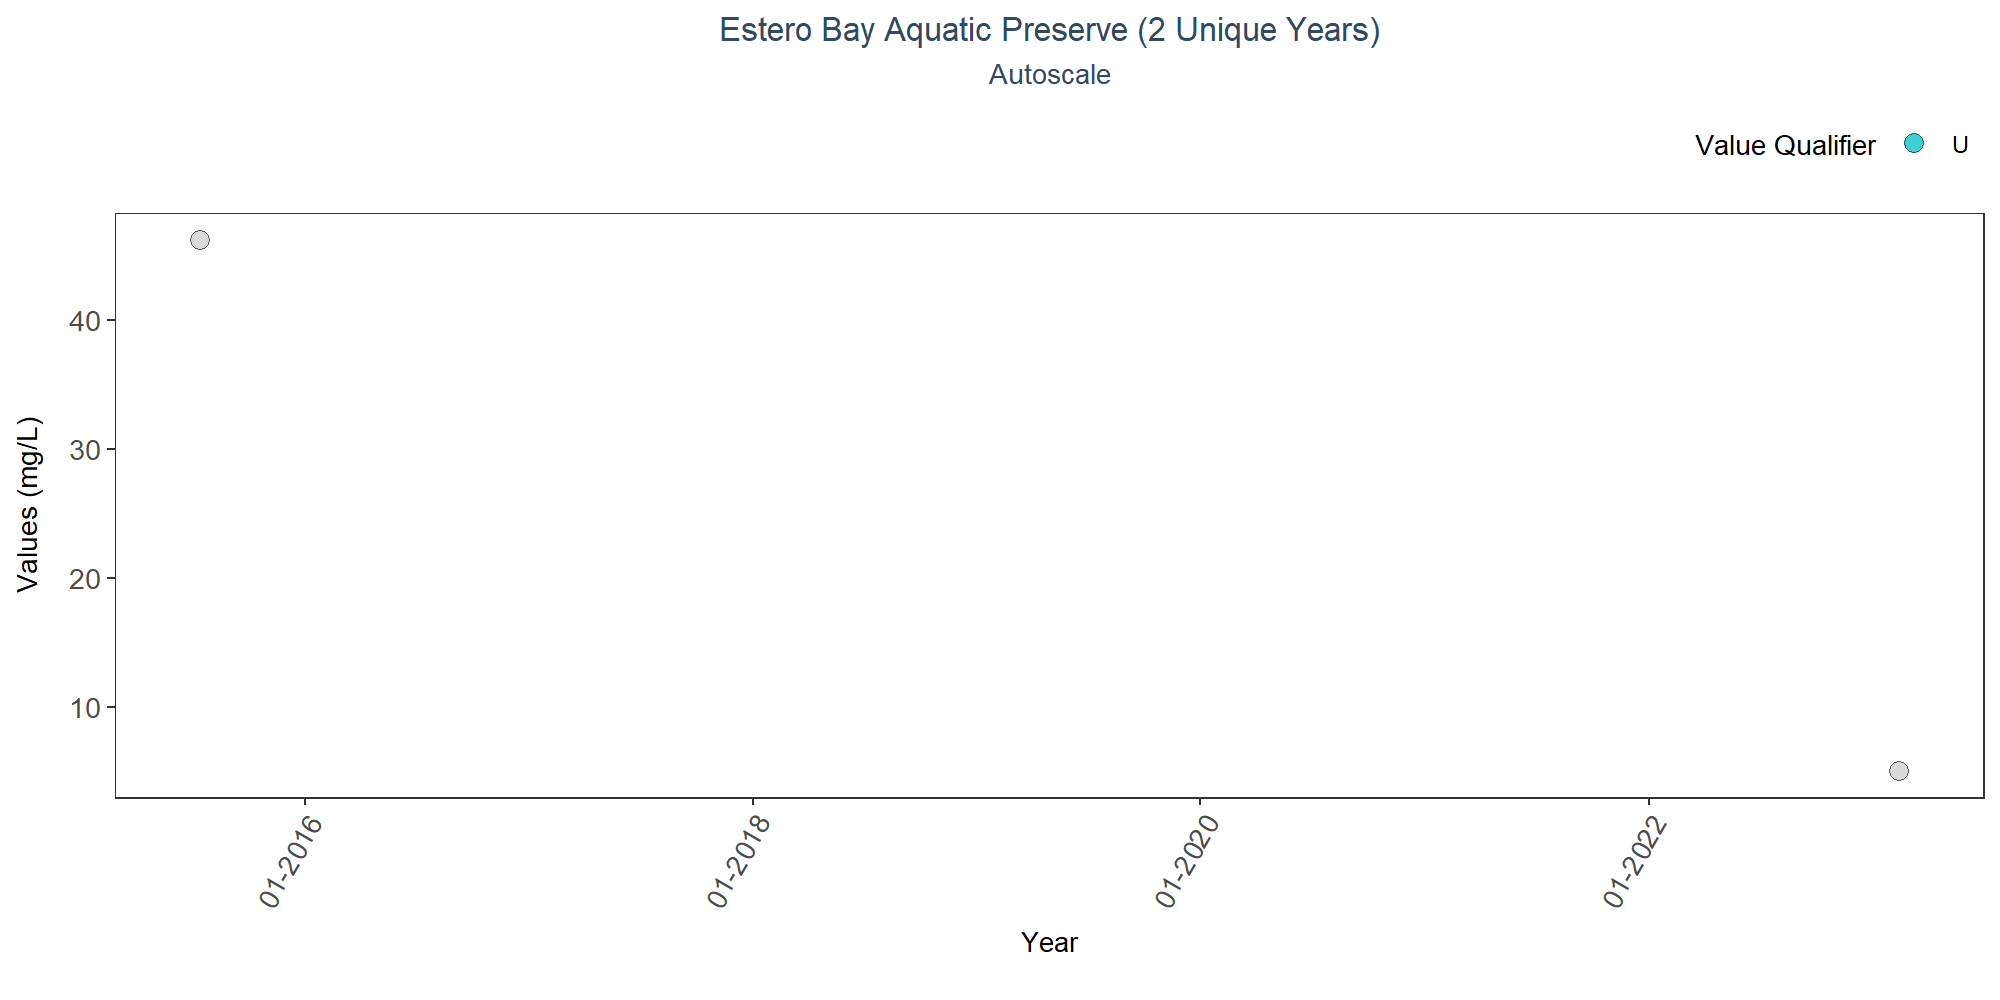 Estero Bay Aquatic Preserve (2 Unique Years)
Autoscale
Value Qualifier U
Values (mg/L)
40
30
20
10
01-2016
01-2018
01-2020
01-2022
Year